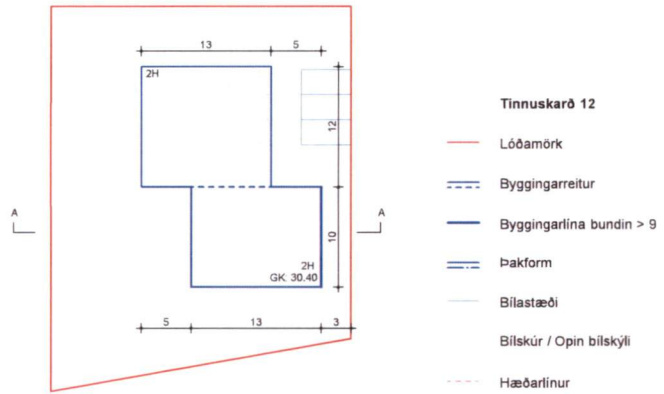 13
5
2H
12
A
A
10
2H
GK. 30.40
5
13
3
Tinnuskarð 12
Lóðamörk
Byggingarreitur
Byggingarlína bundin > 9
Þakform
Bílastæði
Bílskúr / Opin bílskýli
Hæðarlínur